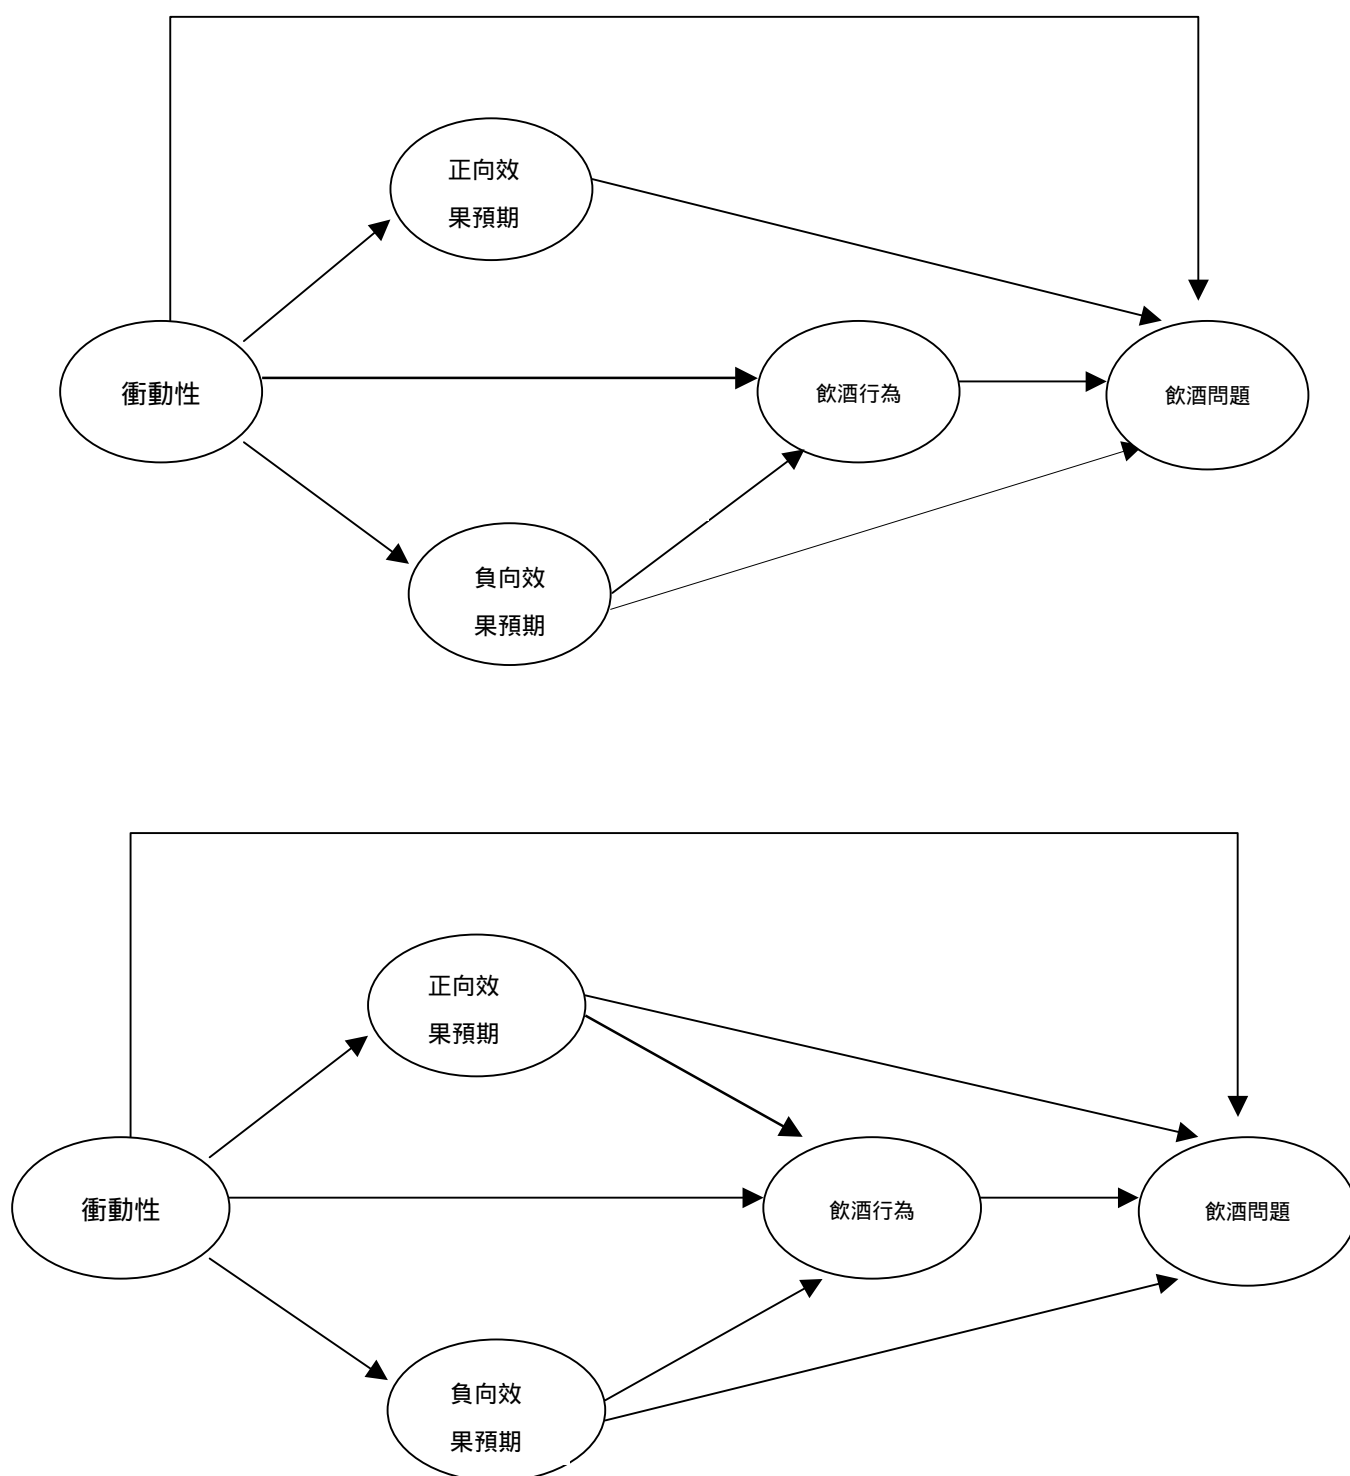 正向效
果預期
衝動性
飲酒行為
飲酒問題
負向效
果預期
正向效
果預期
衝動性
飲酒行為
飲酒問題
負向效
果預期